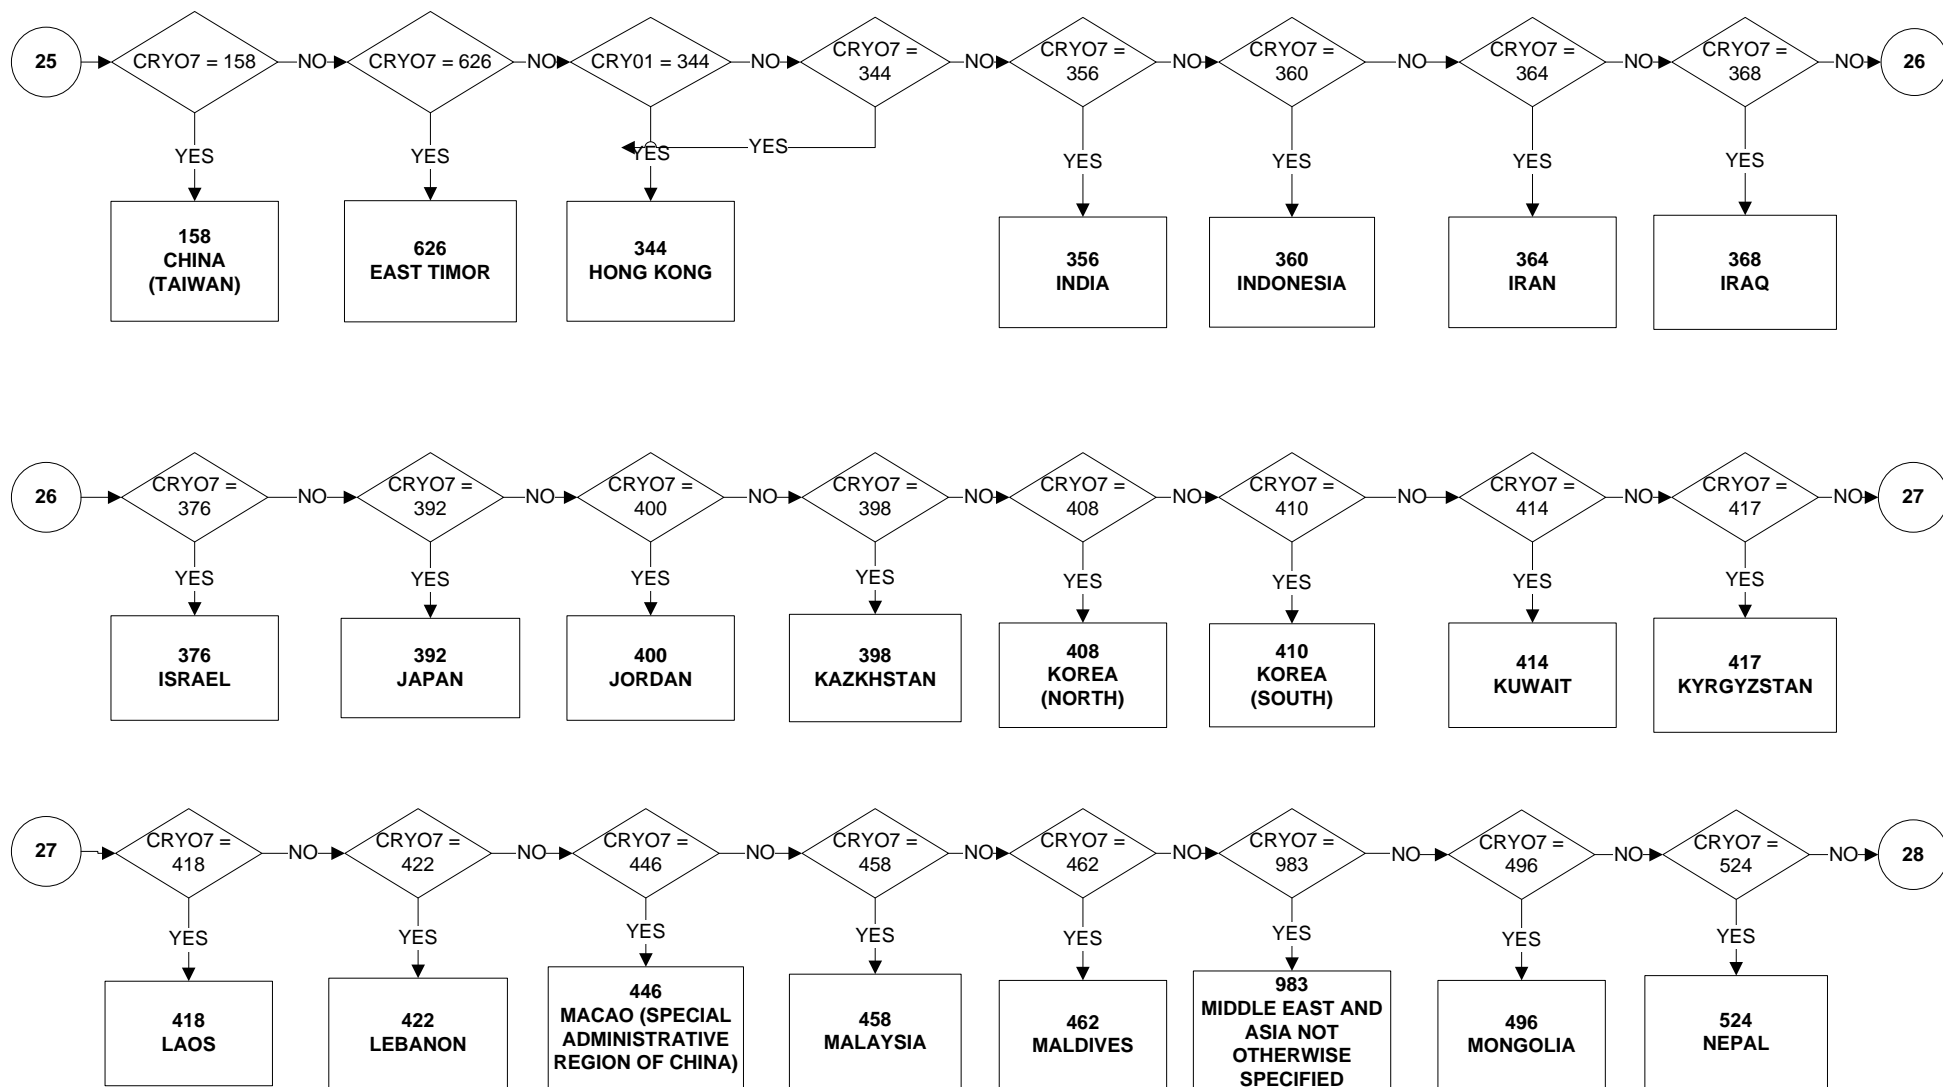 25
CRYO7 = 158
NO
CRYO7 = 626
NO
CRY01 = 344
NO
CRYO7 =
344
NO
CRYO7 =
356
NO
CRYO7 =
360
NO
CRYO7 =
364
NO
CRYO7 =
368
NO
26
YES
YES
YES
YES
YES
YES
YES
YES
158
CHINA
(TAIWAN)
626
EAST TIMOR
344
HONG KONG
356
INDIA
360
INDONESIA
364
IRAN
368
IRAQ
26
CRYO7 =
376
NO
CRYO7 =
392
NO
CRYO7 =
400
NO
CRYO7 =
398
NO
CRYO7 =
408
NO
CRYO7 =
410
NO
CRYO7 =
414
NO
CRYO7 =
417
NO
27
YES
YES
YES
YES
YES
YES
YES
YES
376
ISRAEL
392
JAPAN
400
JORDAN
398
KAZKHSTAN
408
KOREA
(NORTH)
410
KOREA
(SOUTH)
414
KUWAIT
417
KYRGYZSTAN
27
CRYO7 =
418
NO
CRYO7 =
422
NO
CRYO7 =
446
NO
CRYO7 =
458
NO
CRYO7 =
462
NO
CRYO7 =
983
NO
CRYO7 =
496
NO
CRYO7 =
524
NO
28
YES
YES
YES
YES
YES
YES
YES
YES
418
LAOS
422
LEBANON
446
MACAO (SPECIAL
ADMINISTRATIVE
REGION OF CHINA)
458
MALAYSIA
462
MALDIVES
983
MIDDLE EAST AND
ASIA NOT
OTHERWISE
SPECIFIED
496
MONGOLIA
524
NEPAL